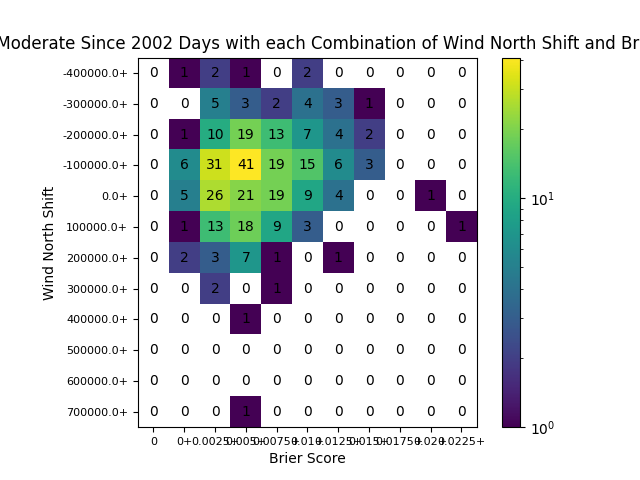 Moderate Since 2002 Days with each Combination of Wind North Shift and Br
-400000.0+ 0 1 2 1 0 2 0 0 0 0 0
-300000.0+ 0 0 5 3 2 4 3 1 0 0 0
-200000.0+ 0 1 10 19 13 7 4 2 0 0 0
-100000.0+ 0 6 31 41 19 15 6 3 0 0 0
0.0+ 0 5 26 21 19 9 4 0 0 1 0
100000.0+ 0 1 13 18 9 3 0 0 0 0 1
200000.0+ 0 2 3 7 1 0 1 0 0 0 0
300000.0+ 0 0 2 0 1 0 0 0 0 0 0
400000.0+ 0 0 0 1 0 0 0 0 0 0 0
500000.0+ 0 0 0 0 0 0 0 0 0 0 0
600000.0+ 0 0 0 0 0 0 0 0 0 0 0
700000.0+ 0 0 0 1 0 0 0 0 0 0 0
0 0+
Brier Score
Wind North Shift
10¹
10⁰